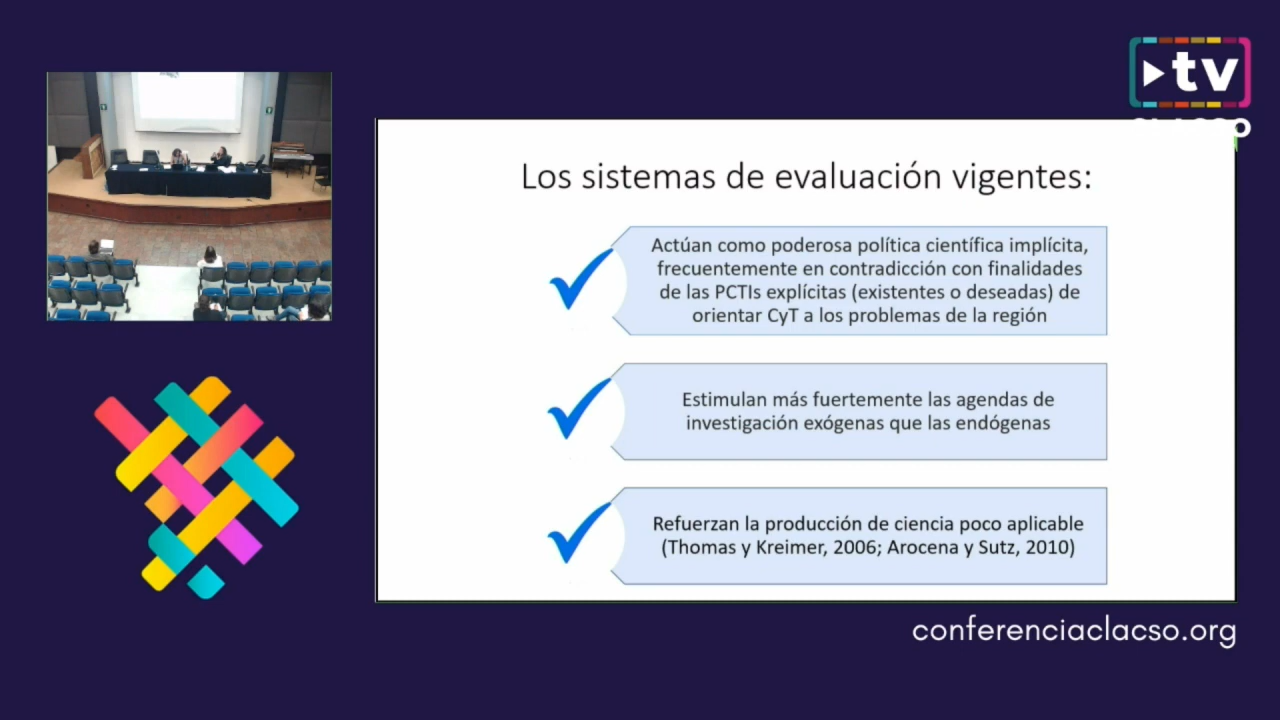 tv
Los sistemas de evaluación vigentes:
Actúan como poderosa política científica implícita,
frecuentemente en contradicción con finalidades
de las PCTIs explícitas (existentes o deseadas) de
orientar CyT a los problemas de la región
Estimulan más fuertemente las agendas de
investigación exógenas que las endógenas
Refuerzan la producción de ciencia poco aplicable
(Thomas y Kreimer, 2006; Arocena y Sutz, 2010)
conferenciaclacso.org